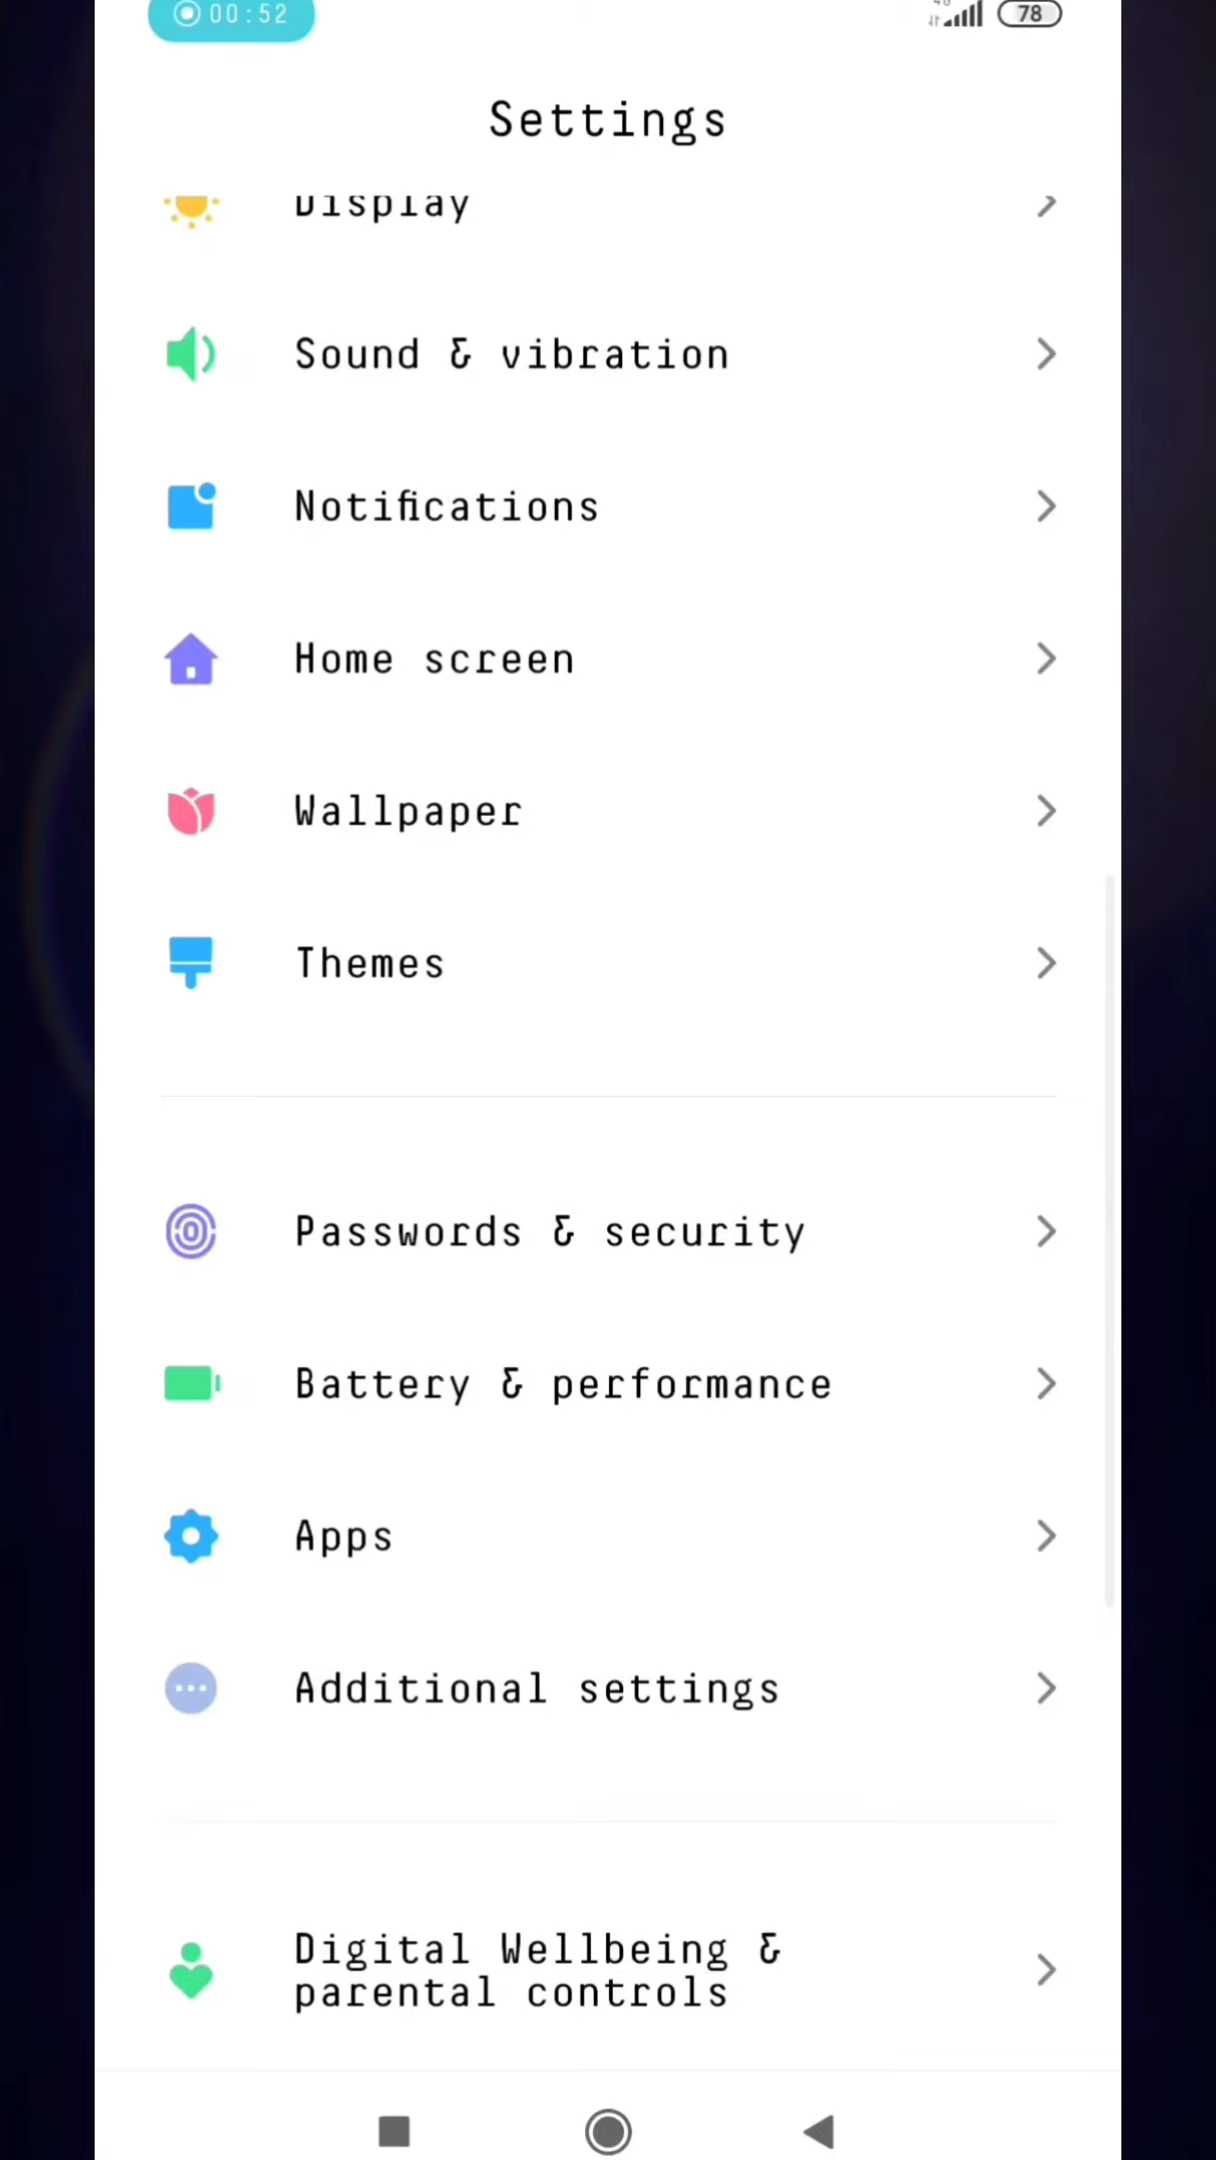 00:52
78
Settings
Display
Sound & vibration
Notifications
Home screen
Wallpaper
Themes
Passwords & security
Battery & performance
Apps
Additional settings
Digital Wellbeing &
parental controls